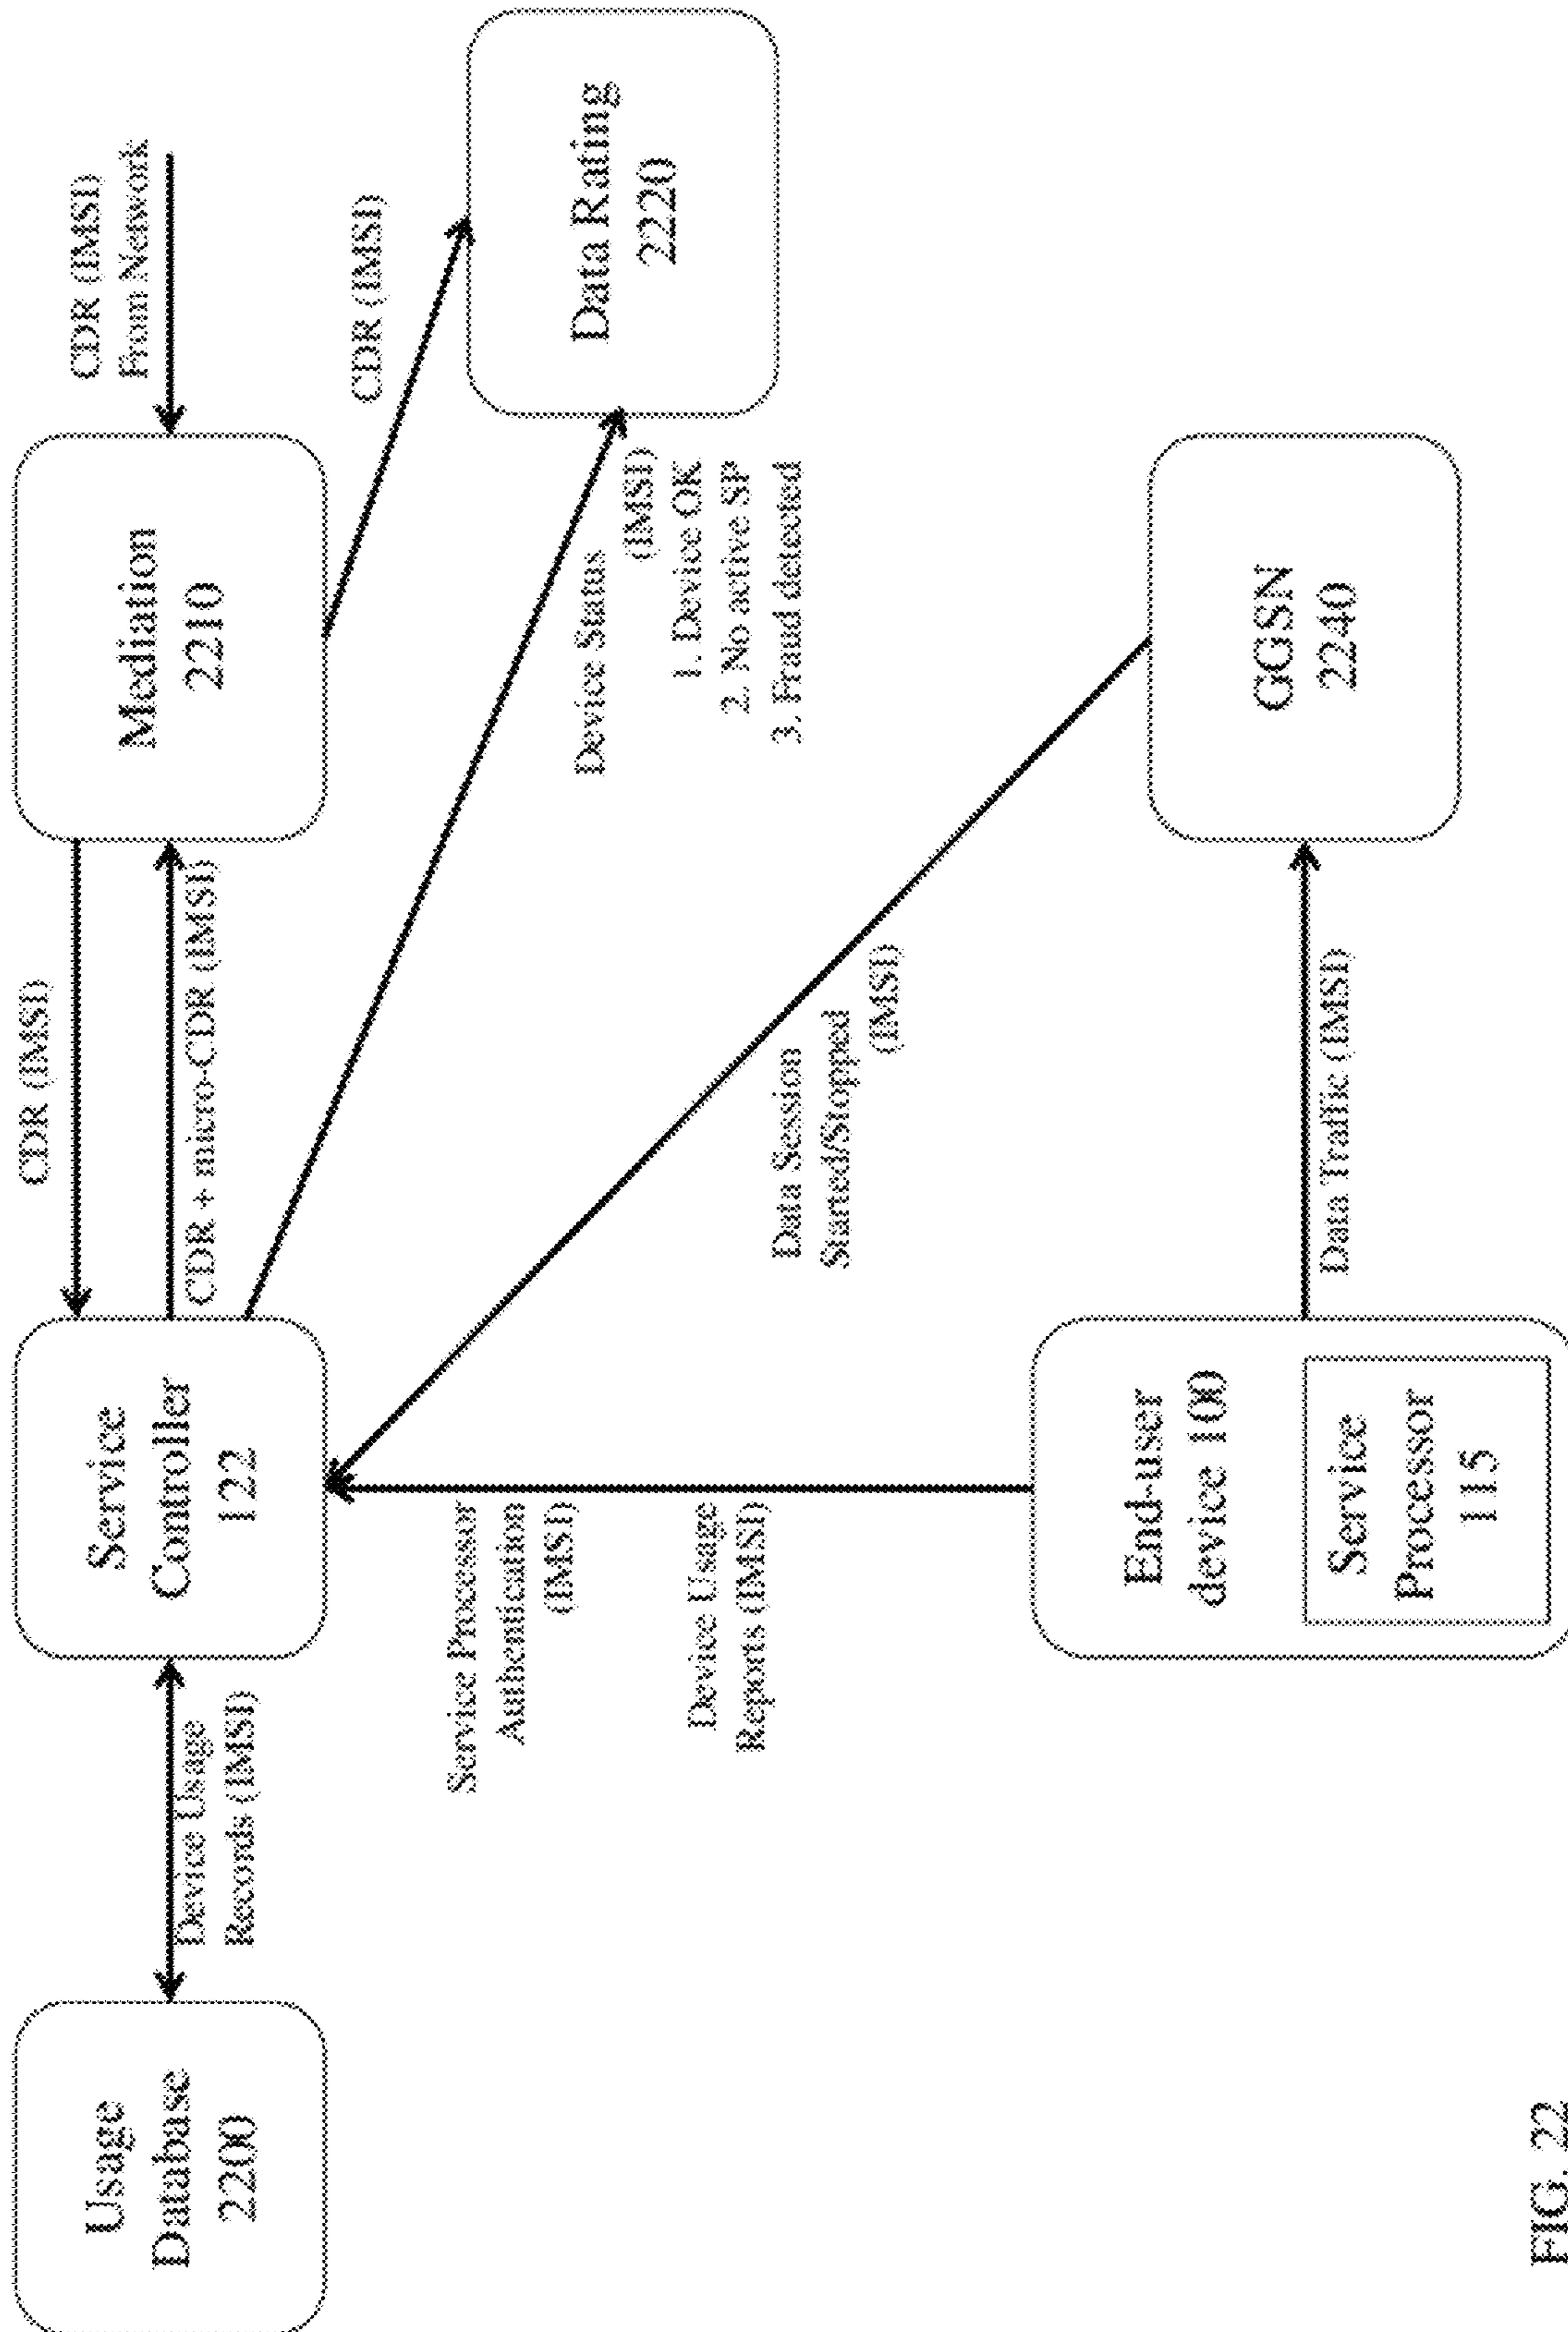 Usage
Database
2200
Device Usage
Records (IMSI)
Service
Controller
122
CDR (IMSI)
CDR + micro-CDR (IMSI)
Mediation
2210
CDR (IMSI)
From Network
CDR (IMSI)
Data Rating
2220
Device Status
(IMSI)
1. Device OK
2. No active SP
3. Fraud detected
Service Processor
Authentication
(IMSI)
Device Usage
Reports (IMSI)
Data Session
Started/Stopped
(IMSI)
End-user
device 100
Service
Processor
115
Data Traffic (IMSI)
GGSN
2240
FIG. 22